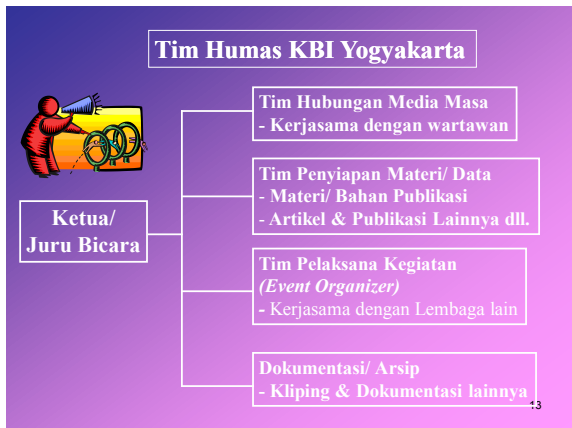 Tim Humas KBI Yogyakarta
Ketua/
Juru Bicara
Tim Hubungan Media Masa
- Kerjasama dengan wartawan
Tim Penyiapan Materi/ Data
- Materi/ Bahan Publikasi
- Artikel & Publikasi Lainnya dll.
Tim Pelaksana Kegiatan
(Event Organizer)
- Kerjasama dengan Lembaga lain
Dokumentasi/ Arsip
- Kliping & Dokumentasi lainnya
13